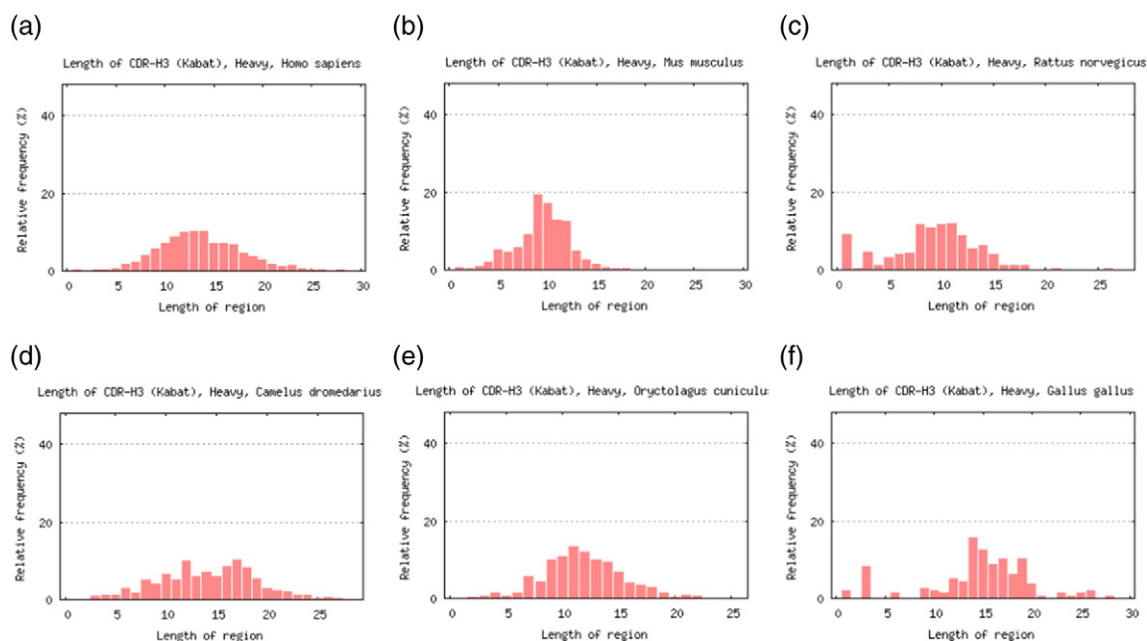 (a)
Length of CDR-H3 (Kabat), Heavy, Homo sapiens
Relative frequency (%)
40
20
0
0 5 10 15 20 25 30
Length of region
(b)
Length of CDR-H3 (Kabat), Heavy, Mus musculus
Relative frequency (%)
40
20
0
0 5 10 15 20 25 30
Length of region
(c)
Length of CDR-H3 (Kabat), Heavy, Rattus norvegicus
Relative frequency (%)
40
20
0
0 5 10 15 20 25
Length of region
(d)
Length of CDR-H3 (Kabat), Heavy, Camelus dromedarius
Relative frequency (%)
40
20
0
0 5 10 15 20 25
Length of region
(e)
Length of CDR-H3 (Kabat), Heavy, Oryctolagus cuniculu
Relative frequency (%)
40
20
0
0 5 10 15 20 25
Length of region
(f)
Length of CDR-H3 (Kabat), Heavy, Gallus gallus
Relative frequency (%)
40
20
0
0 5 10 15 20 25 30
Length of region